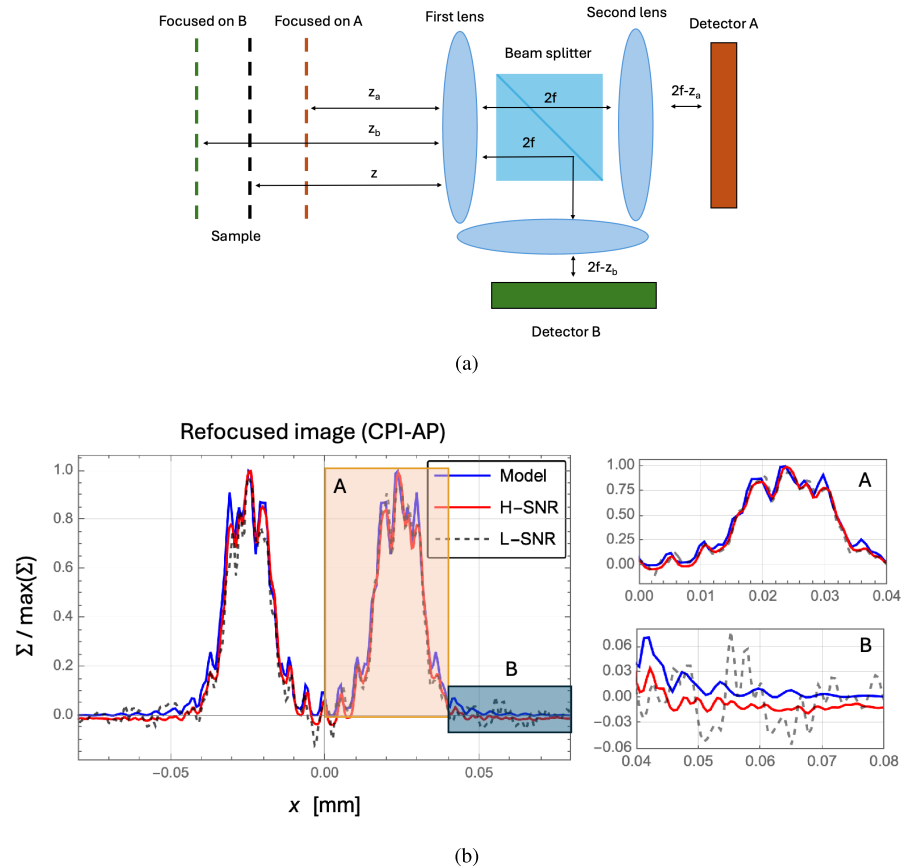 Focused on B
Focused on A
First lens
Second lens
Detector A
Beam splitter
z_a
2f
2f-z_a
z_b
2f
z
Sample
2f-z_b
Detector B
(a)
Refocused image (CPI-AP)
Σ / max(Σ)
1.0
0.8
0.6
0.4
0.2
0.0
−0.05
0.00
0.05
x [mm]
A
Model
H−SNR
L−SNR
B
1.00
0.75
0.50
0.25
0.00
A
0.00
0.01
0.02
0.03
0.04
0.06
0.03
0.00
−0.03
−0.06
B
0.04
0.05
0.06
0.07
0.08
(b)